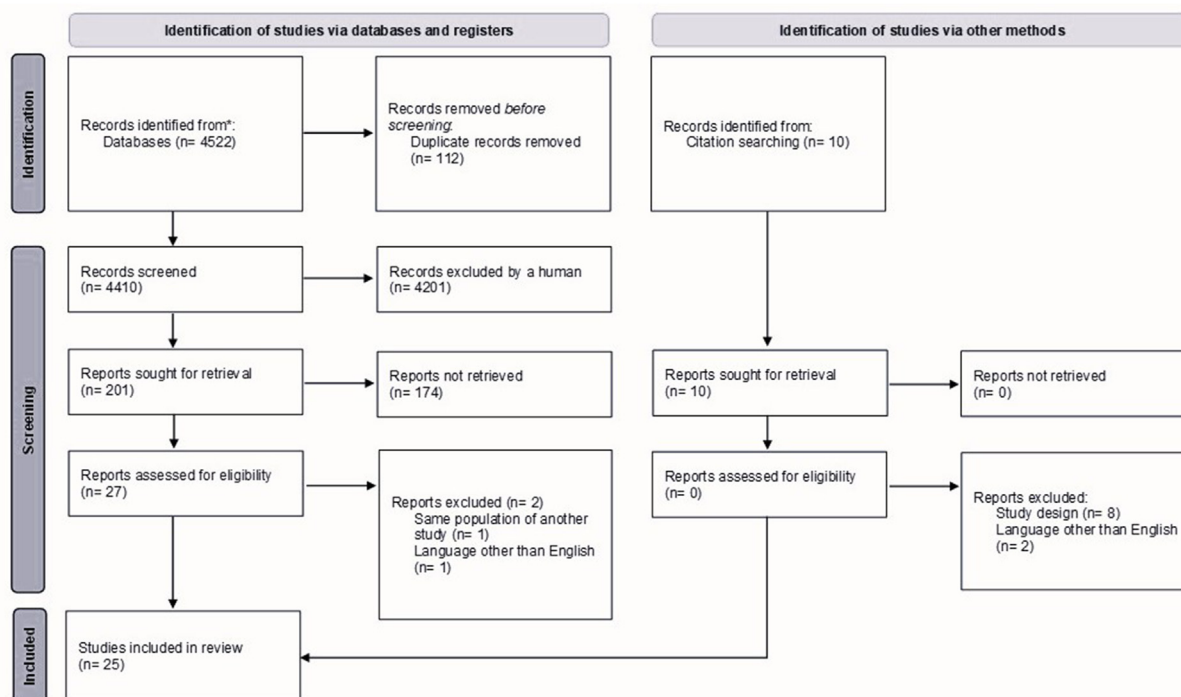 Identification of studies via databases and registers
Identification of studies via other methods
Identification
Records identified from*:
Databases (n= 4522)
Records removed before
screening:
Duplicate records removed
(n= 112)
Records identified from:
Citation searching (n= 10)
Screening
Records screened
(n= 4410)
Records excluded by a human
(n= 4201)
Reports sought for retrieval
(n= 201)
Reports not retrieved
(n= 174)
Reports sought for retrieval
(n= 10)
Reports not retrieved
(n= 0)
Reports assessed for eligibility
(n= 27)
Reports excluded (n= 2)
Same population of another
study (n= 1)
Language other than English
(n= 1)
Reports assessed for eligibility
(n= 0)
Reports excluded:
Study design (n= 8)
Language other than English
(n= 2)
Included
Studies included in review
(n= 25)